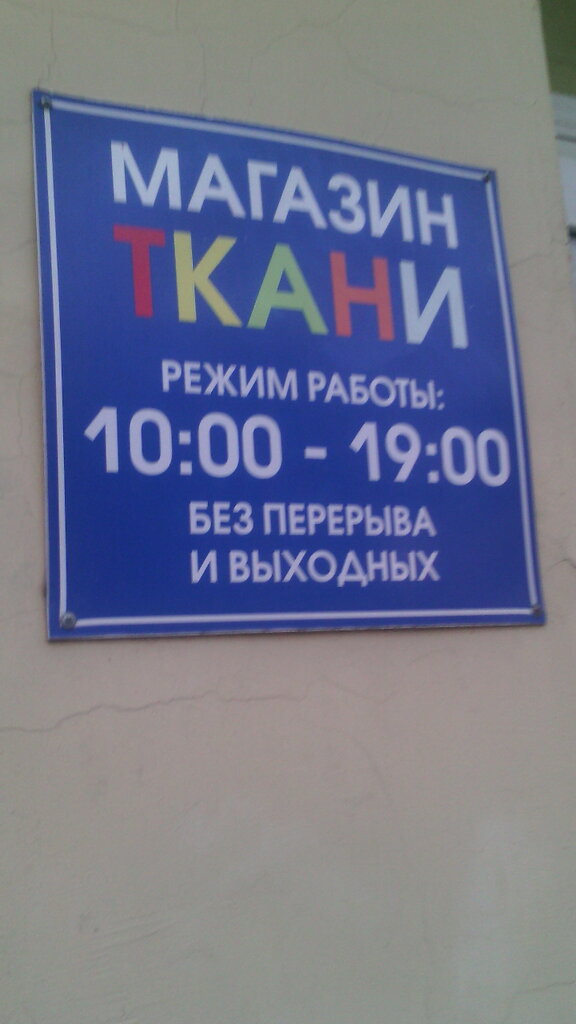 МАГАЗИН
ТКАНИ
РЕЖИМ РАБОТЫ:
10:00 - 19:00
БЕЗ ПЕРЕРЫВА
И ВЫХОДНЫХ